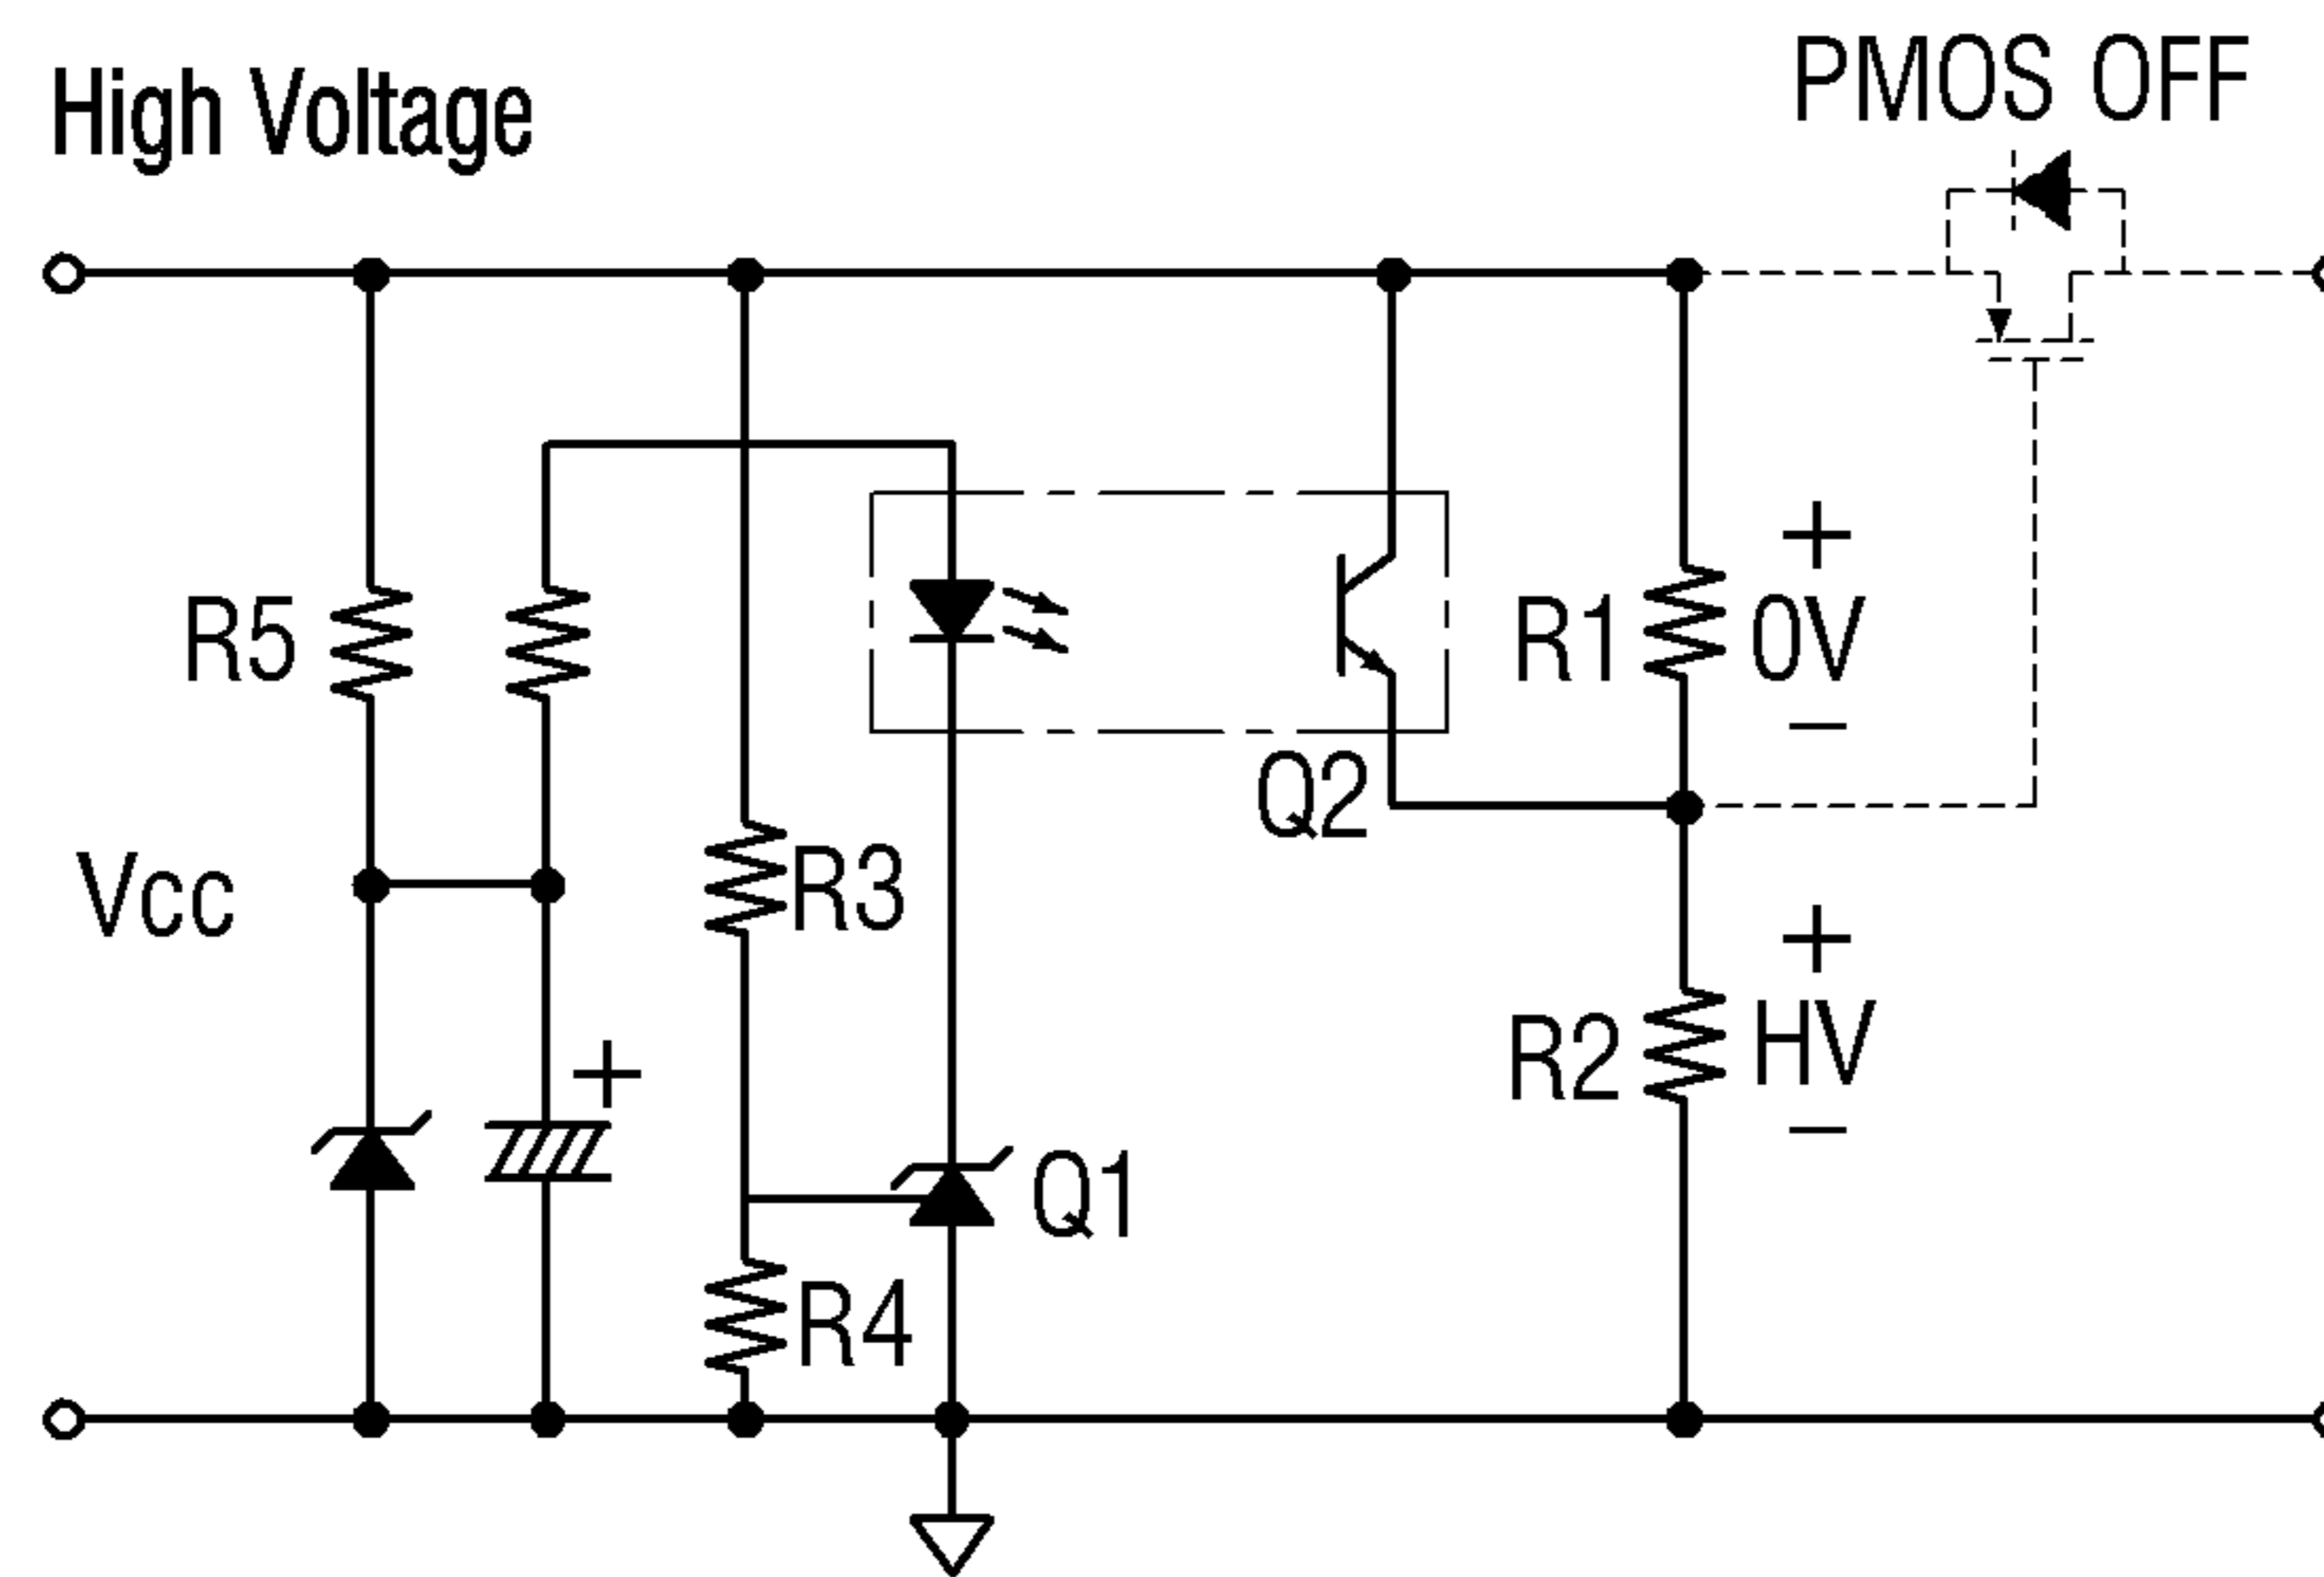 High Voltage
PMOS OFF
R5
R1
+
0V
−
Q2
Vcc
R3
+
HV
−
R2
+
Q1
R4